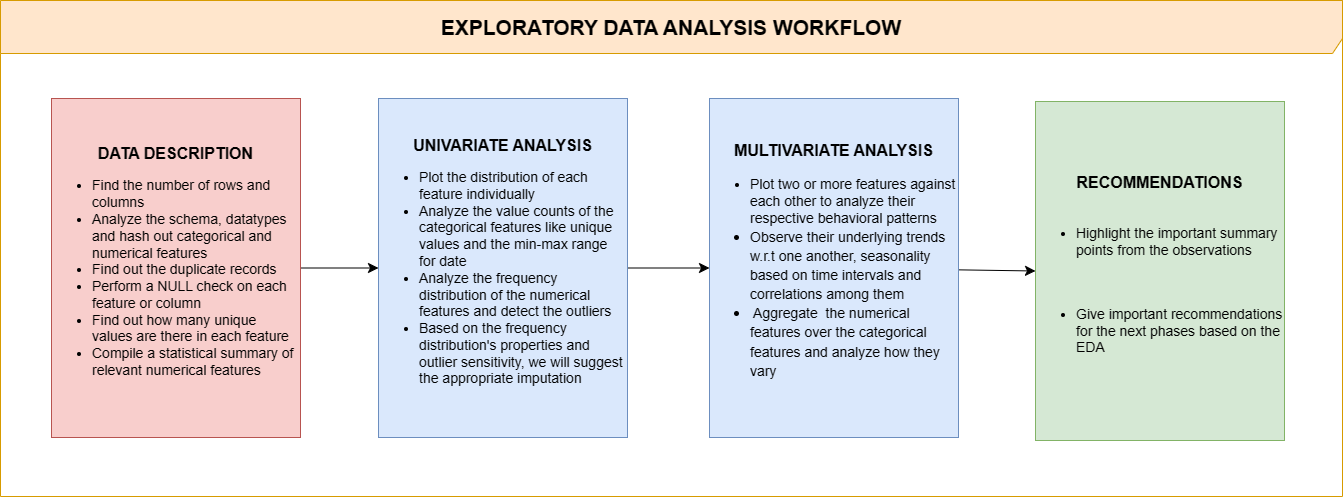 EXPLORATORY DATA ANALYSIS WORKFLOW
DATA DESCRIPTION
• Find the number of rows and
columns
• Analyze the schema, datatypes
and hash out categorical and
numerical features
• Find out the duplicate records
• Perform a NULL check on each
feature or column
• Find out how many unique
values are there in each feature
• Compile a statistical summary of
relevant numerical features
UNIVARIATE ANALYSIS
• Plot the distribution of each
feature individually
• Analyze the value counts of the
categorical features like unique
values and the min-max range
for date
• Analyze the frequency
distribution of the numerical
features and detect the outliers
• Based on the frequency
distribution's properties and
outlier sensitivity, we will suggest
the appropriate imputation
MULTIVARIATE ANALYSIS
• Plot two or more features against
each other to analyze their
respective behavioral patterns
• Observe their underlying trends
w.r.t one another, seasonality
based on time intervals and
correlations among them
• Aggregate the numerical
features over the categorical
features and analyze how they
vary
RECOMMENDATIONS
• Highlight the important summary
points from the observations
• Give important recommendations
for the next phases based on the
EDA